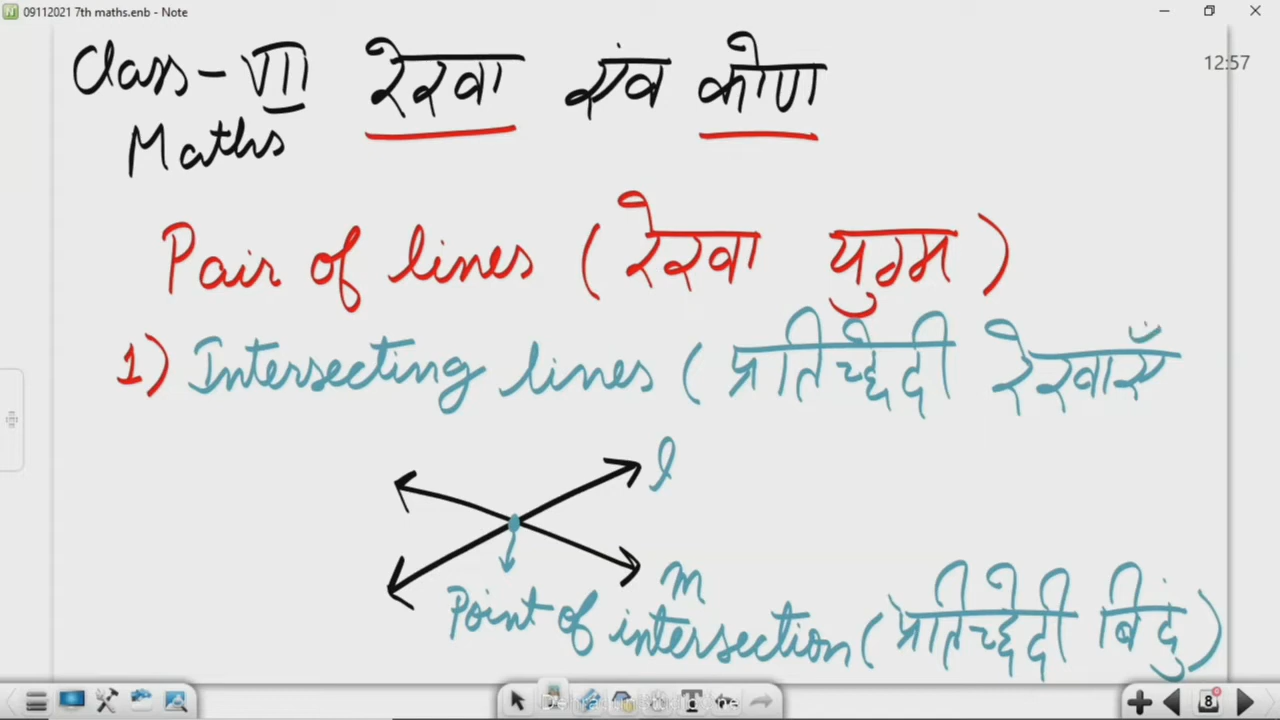 09112021 7th maths.enb - Note
12:57
Class - VII रेखा एंव कोण
Maths
Pair of lines (रेखा युग्म)
1) Intersecting lines (प्रतिच्छेदी रेखाएँ
l
m
Point of intersection (प्रतिच्छेदी बिंदु)
8